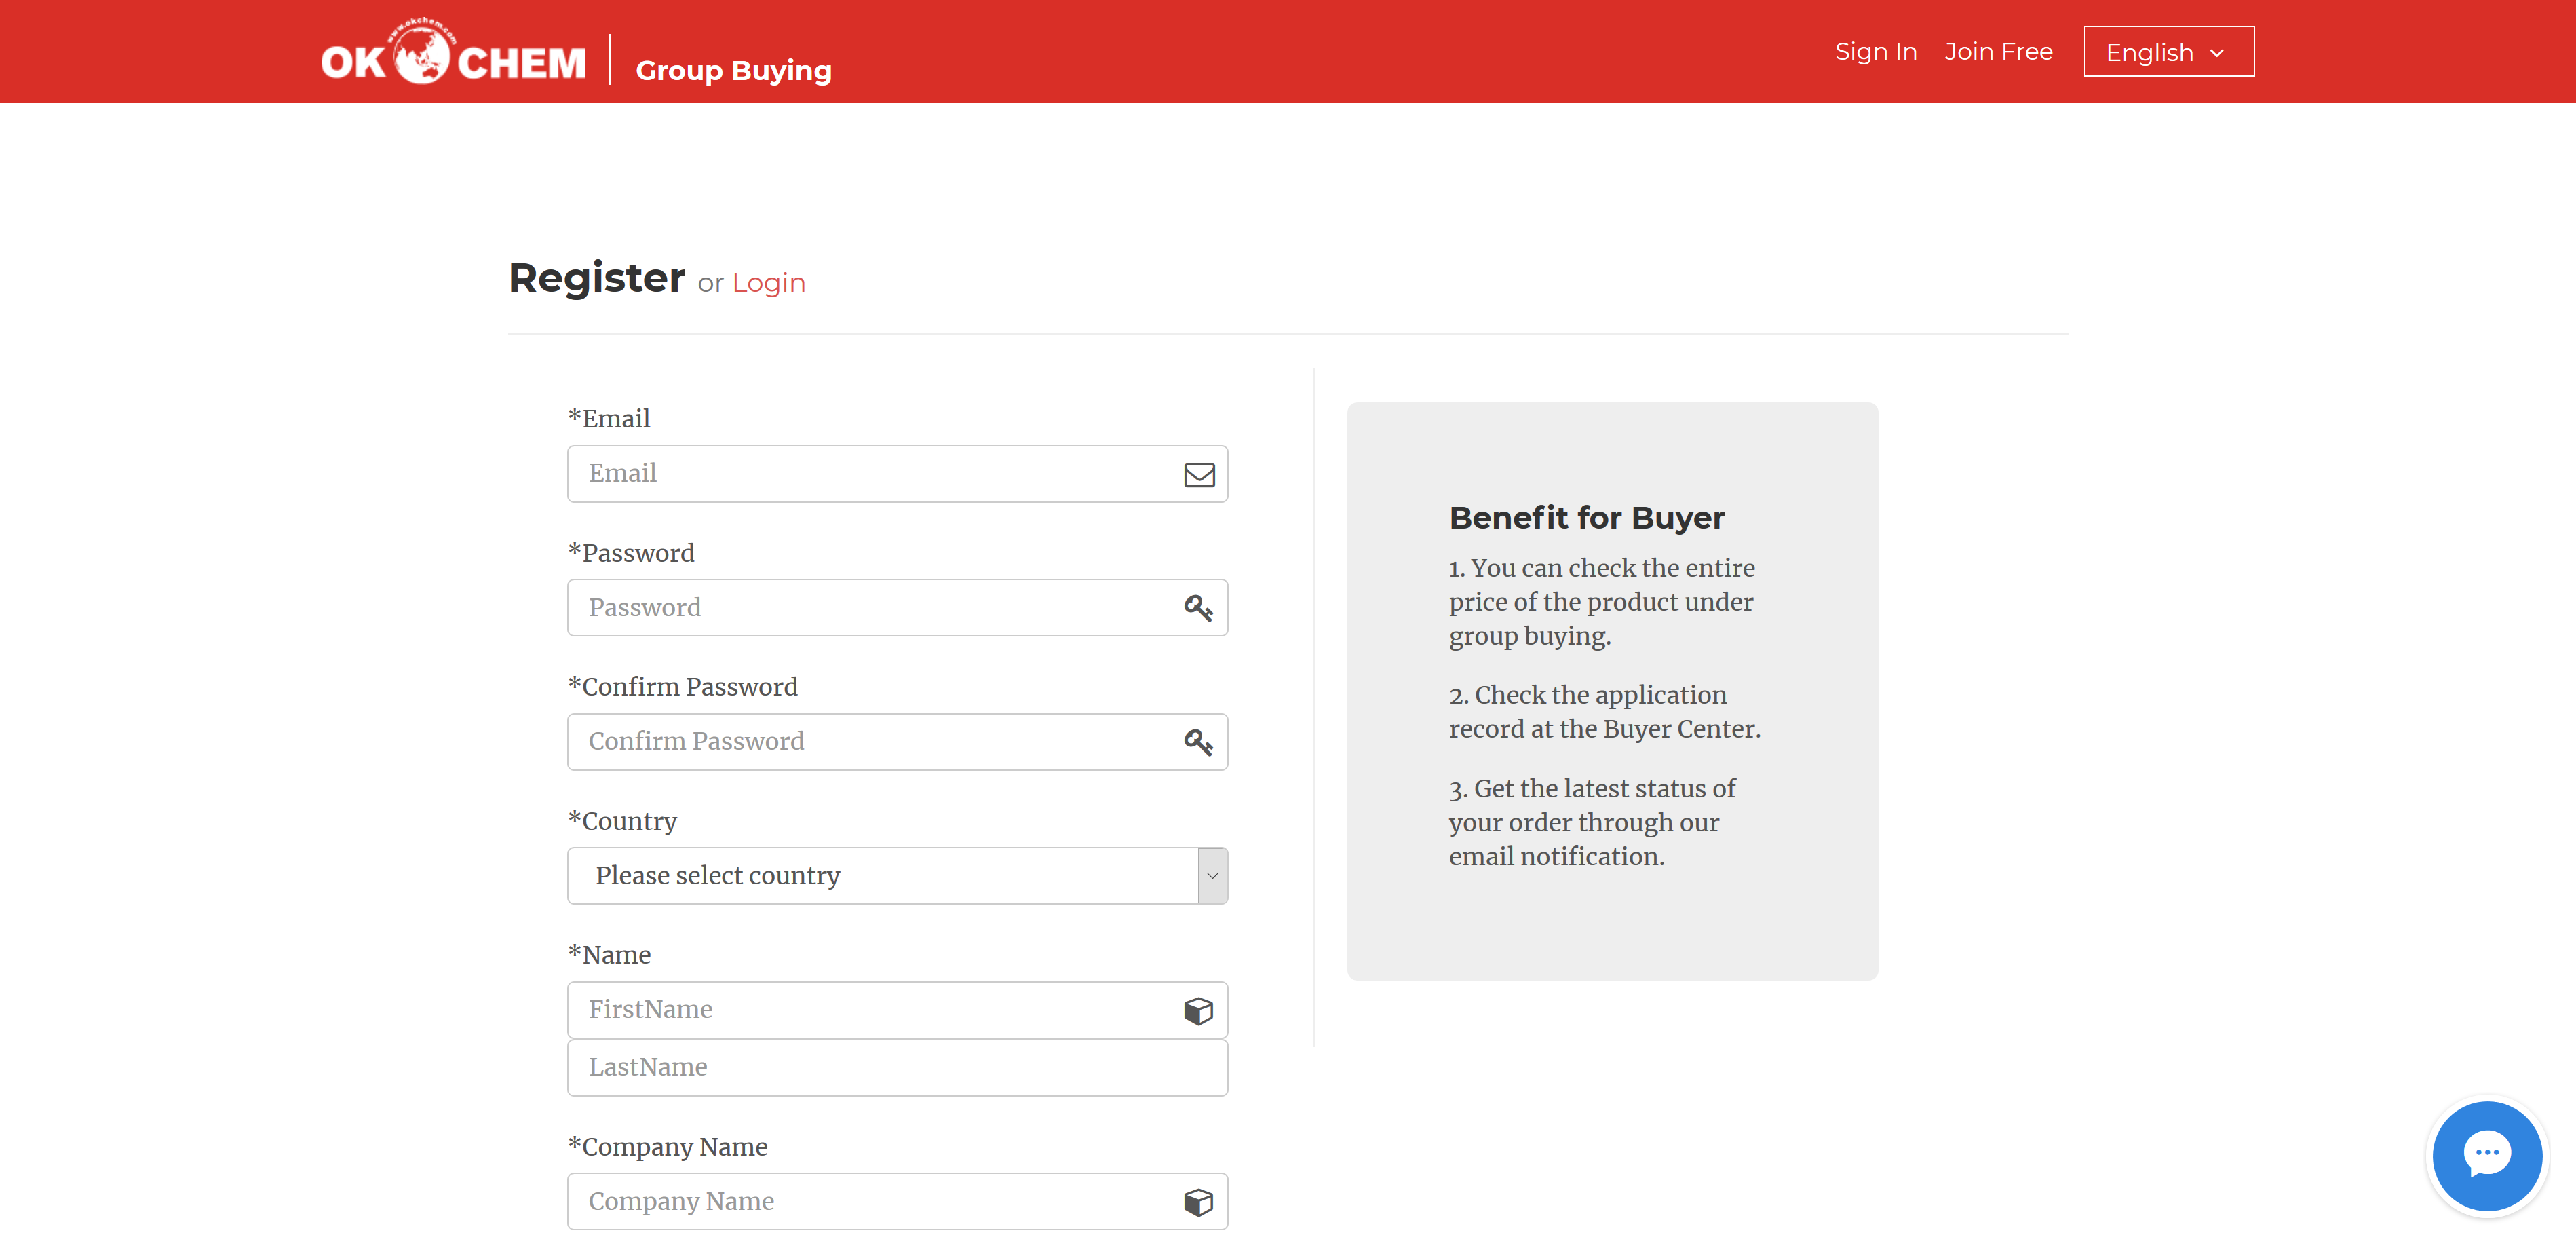 www.okchem.com
OK CHEM
Group Buying
Sign In
Join Free
English
Register or Login
*Email
Email
*Password
Password
*Confirm Password
Confirm Password
*Country
Please select country
*Name
FirstName
LastName
*Company Name
Company Name
Benefit for Buyer
1. You can check the entire
price of the product under
group buying.
2. Check the application
record at the Buyer Center.
3. Get the latest status of
your order through our
email notification.